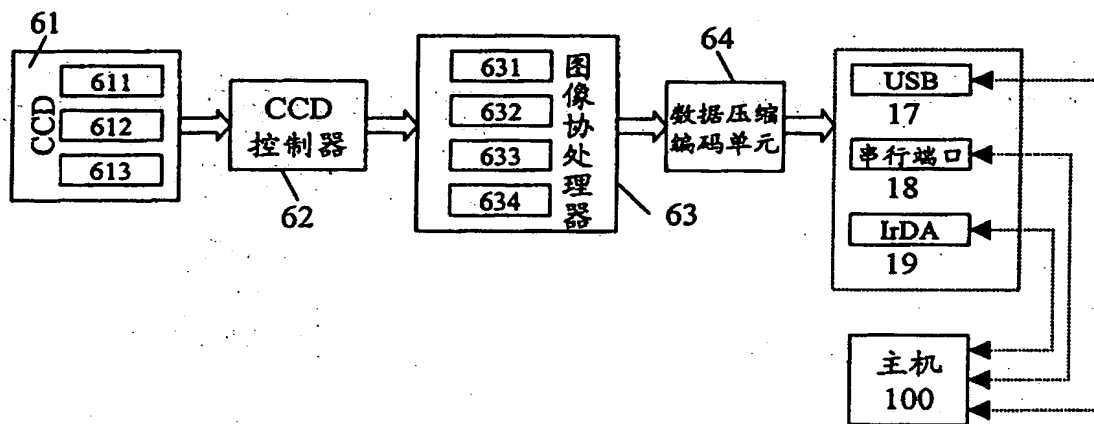 61
CCD
611
612
613
CCD
控制器
62
631
632
633
634
图像协处理器
63
64
数据压缩
编码单元
USB
17
串行端口
18
IrDA
19
主机
100